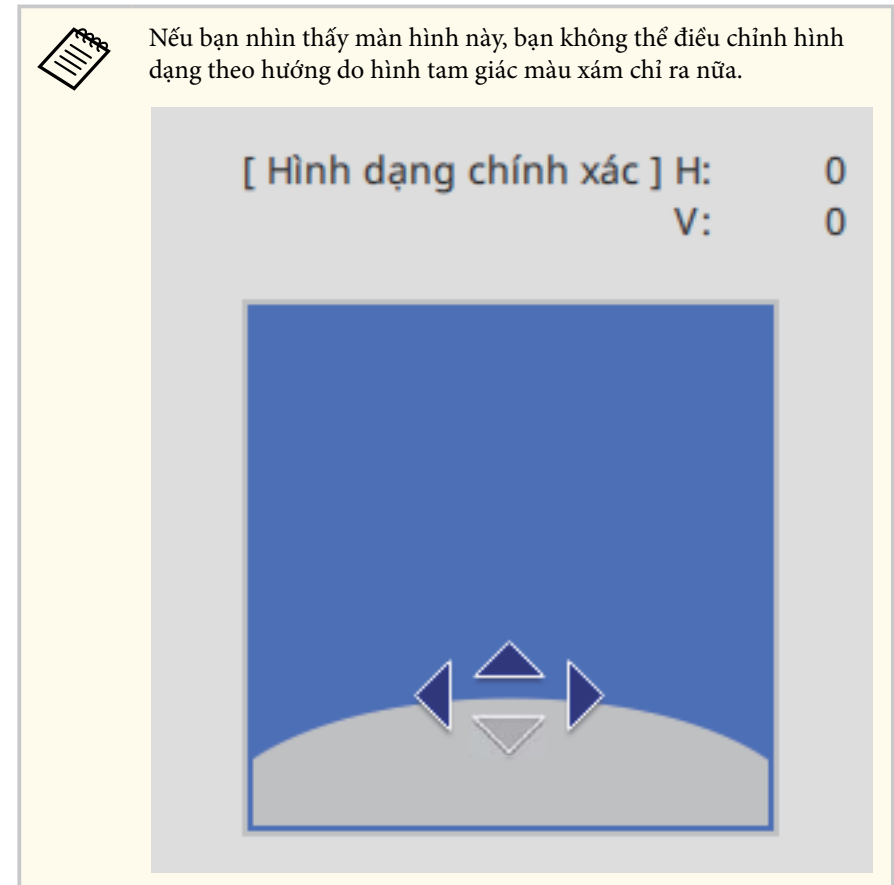 Nếu bạn nhìn thấy màn hình này, bạn không thể điều chỉnh hình
dạng theo hướng do hình tam giác màu xám chỉ ra nữa.
[ Hình dạng chính xác ] H: 0
V: 0